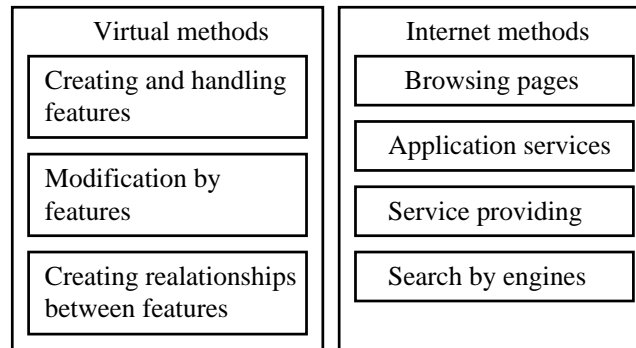 Virtual methods
Creating and handling
features
Modification by
features
Creating realationships
between features
Internet methods
Browsing pages
Application services
Service providing
Search by engines